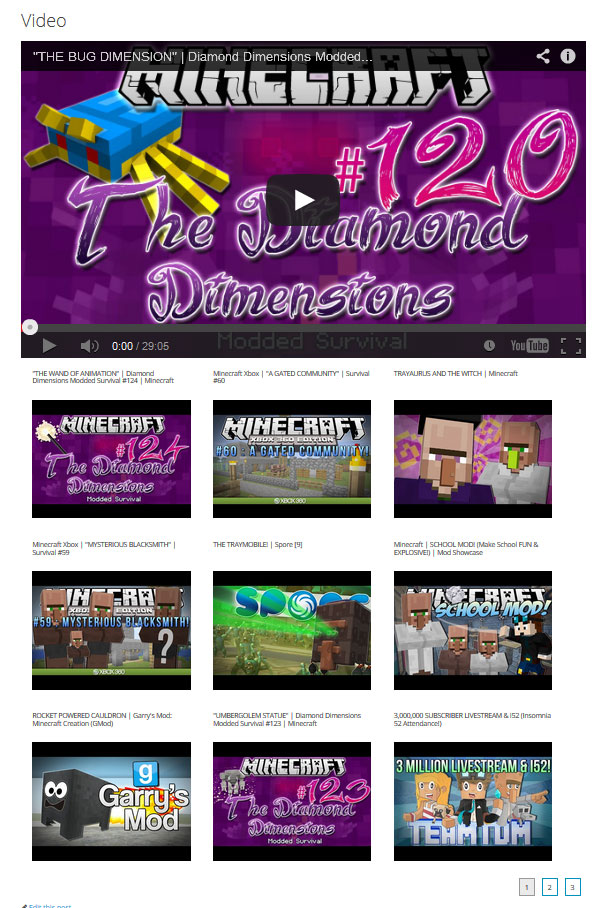 Video
"THE BUG DIMENSION" | Diamond Dimensions Modded...
MINECRAFT
#120
The Diamond
Dimensions
Modded Survival
0:00 / 29:05
YouTube
"THE WAND OF ANIMATION" | Diamond
Dimensions Modded Survival #124 | Minecraft
Minecraft Xbox | "A GATED COMMUNITY" | Survival
#60
TRAYAURUS AND THE WITCH | Minecraft
MINECRAFT
#124
The Diamond
Dimensions
Modded Survival
MINECRAFT
XBOX 360 EDITION
#60 : A GATED COMMUNITY!
XBOX 360
Minecraft Xbox | "MYSTERIOUS BLACKSMITH" |
Survival #59
THE TRAYMOBILE! | Spore [9]
Minecraft | SCHOOL MOD! (Make School FUN &
EXPLOSIVE!) | Mod Showcase
MINECRAFT
XBOX 360 EDITION
#59 - MYSTERIOUS BLACKSMITH!
?
XBOX 360
SPORE
MINECRAFT
SCHOOL MOD!
ROCKET POWERED CAULDRON | Garry's Mod:
Minecraft Creation (GMod)
"UMBERGOLEM STATUE" | Diamond Dimensions
Modded Survival #123 | Minecraft
3,000,000 SUBSCRIBER LIVESTREAM & I52! (Insomnia
52 Attendance!)
g
Garry's
Mod
MINECRAFT
#123
The Diamond
Dimensions
Modded Survival
3 MILLION LIVESTREAM & I52!
TEAM TDM
1
2
3
Edit this post